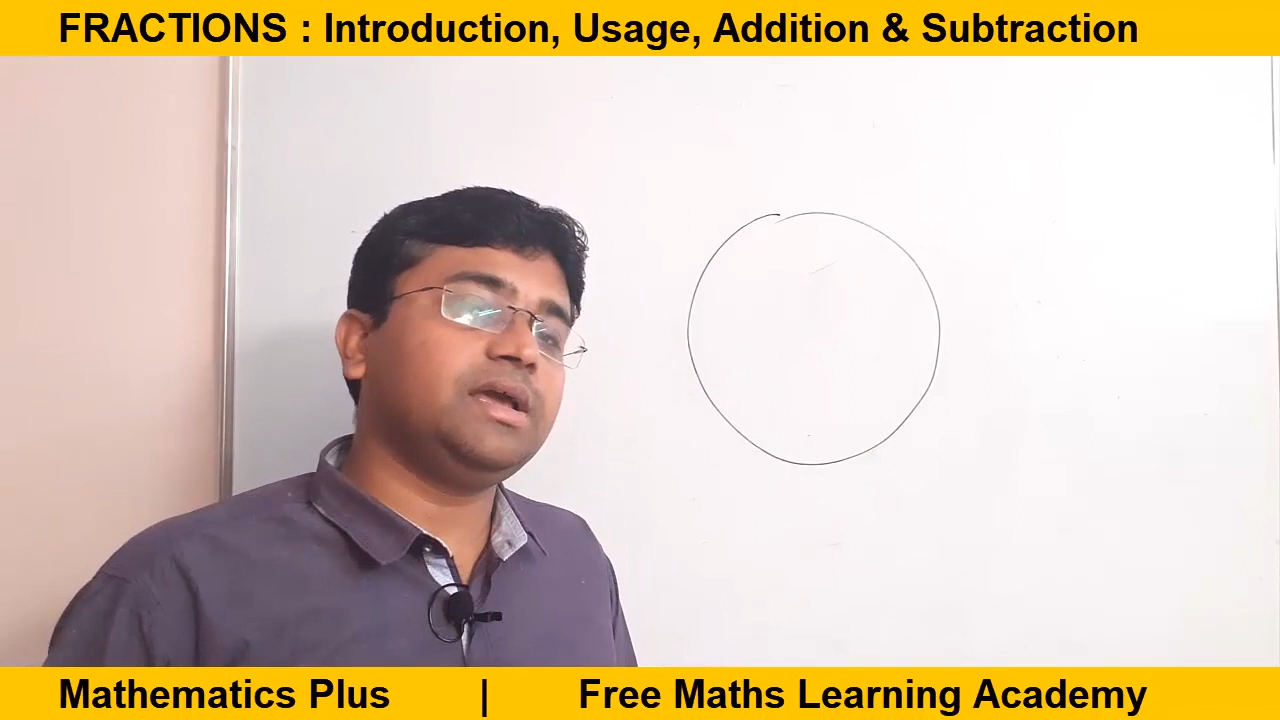 FRACTIONS : Introduction, Usage, Addition & Subtraction
Mathematics Plus | Free Maths Learning Academy